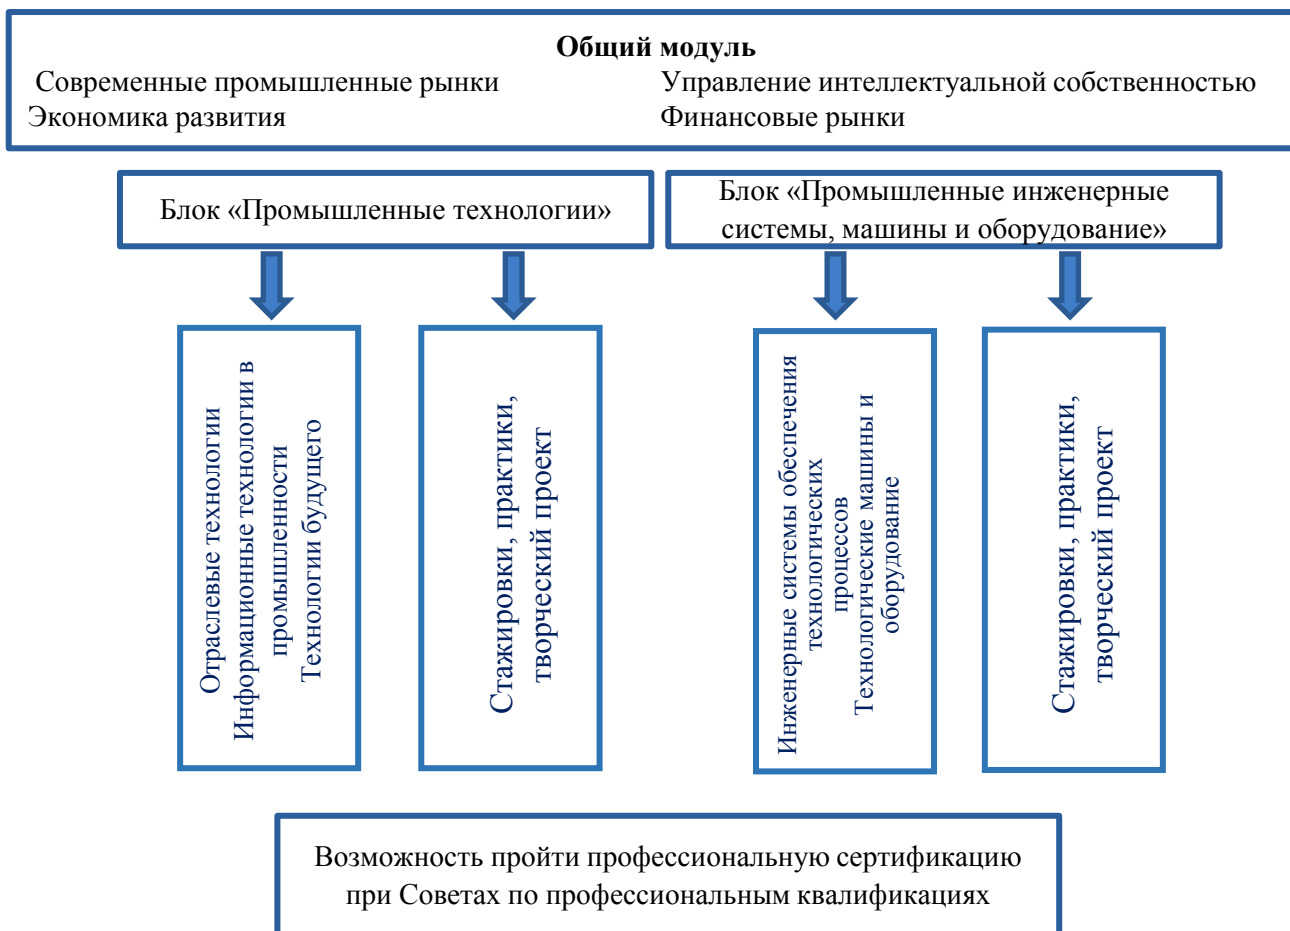 Общий модуль
Современные промышленные рынки
Управление интеллектуальной собственностью
Экономика развития
Финансовые рынки
Блок «Промышленные технологии»
Блок «Промышленные инженерные
системы, машины и оборудование»
Отраслевые технологии
Информационные технологии в
промышленности
Технологии будущего
Стажировки, практики,
творческий проект
Инженерные системы обеспечения
технологических
процессов
Технологические машины и
оборудование
Стажировки, практики,
творческий проект
Возможность пройти профессиональную сертификацию
при Советах по профессиональным квалификациях